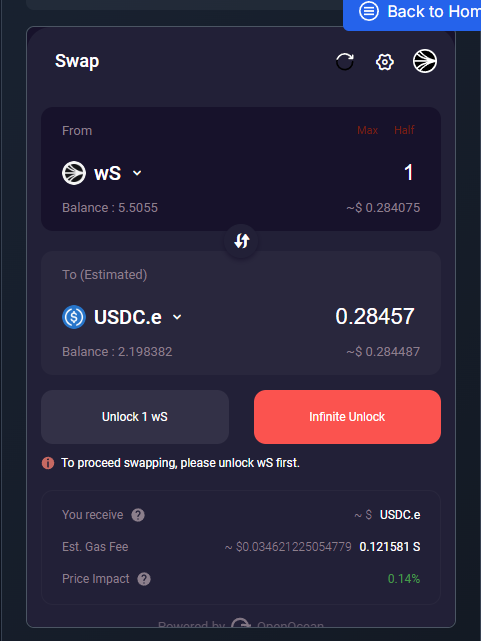 Back to Hom
Swap
From Max Half
wS 1
Balance : 5.5055 ~$ 0.284075
To (Estimated)
USDC.e 0.28457
Balance : 2.198382 ~$ 0.284487
Unlock 1 wS Infinite Unlock
To proceed swapping, please unlock wS first.
You receive ? ~ $ USDC.e
Est. Gas Fee ~ $0.034621225054779 0.121581 S
Price Impact ? 0.14%
Powered by OpenOcean